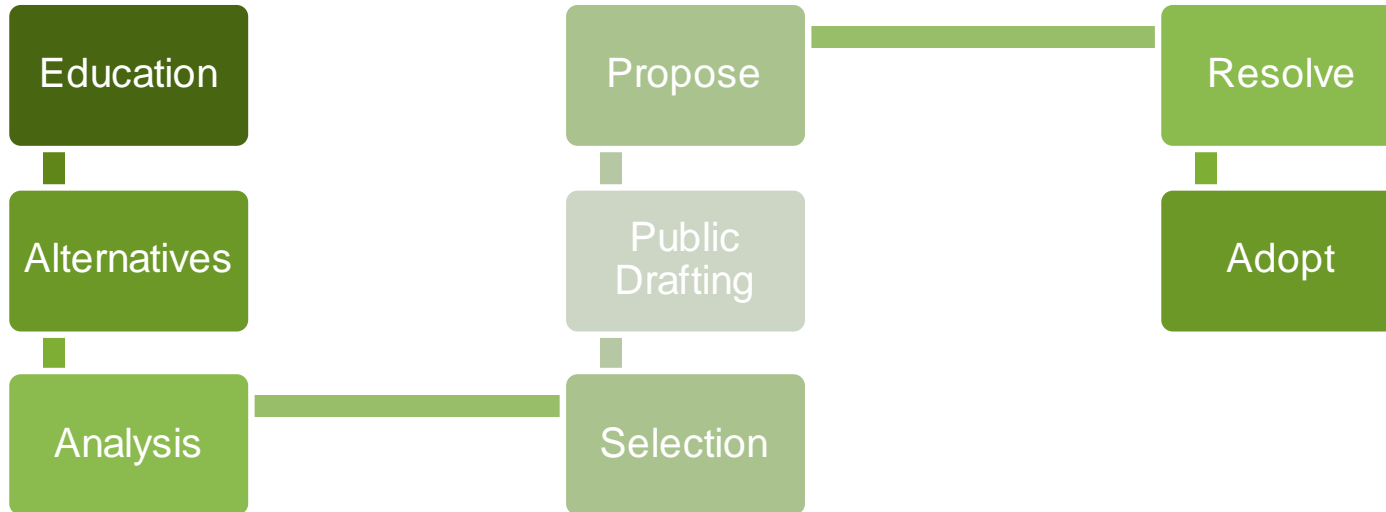 Education
Alternatives
Analysis
Selection
Public
Drafting
Propose
Resolve
Adopt